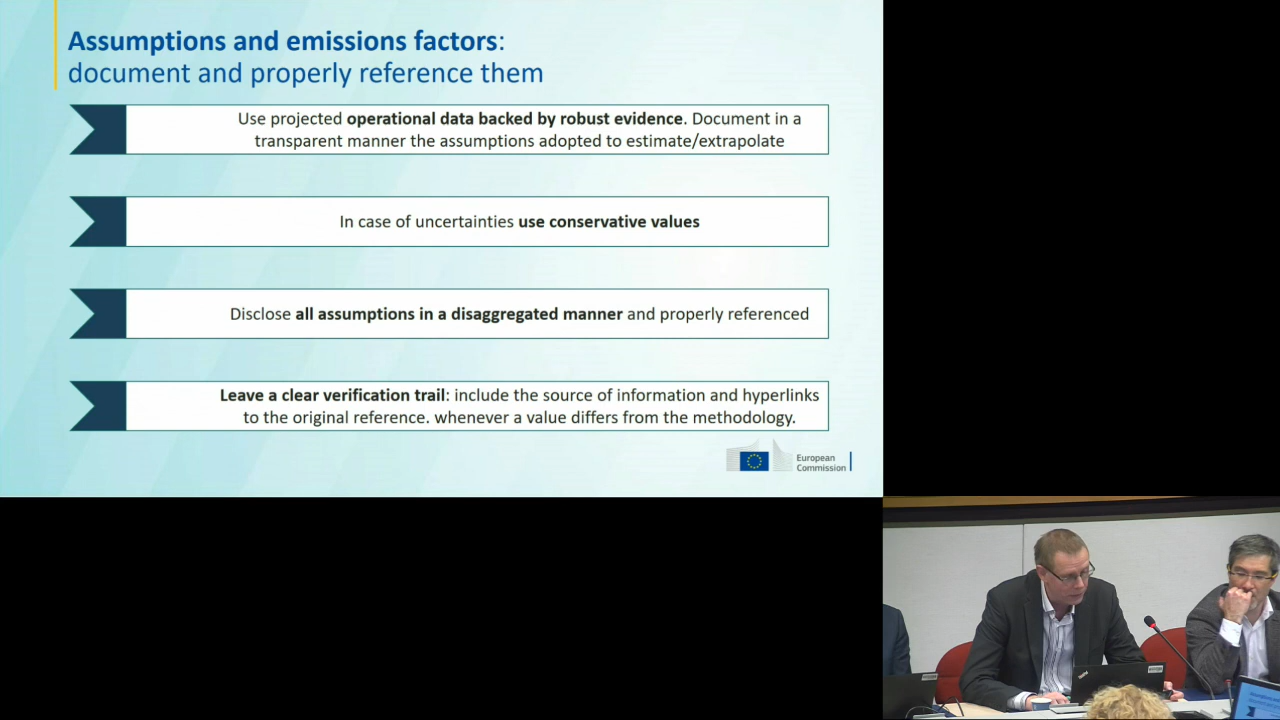 Assumptions and emissions factors:
document and properly reference them
Use projected operational data backed by robust evidence. Document in a
transparent manner the assumptions adopted to estimate/extrapolate
In case of uncertainties use conservative values
Disclose all assumptions in a disaggregated manner and properly referenced
Leave a clear verification trail: include the source of information and hyperlinks
to the original reference. whenever a value differs from the methodology.
European
Commission